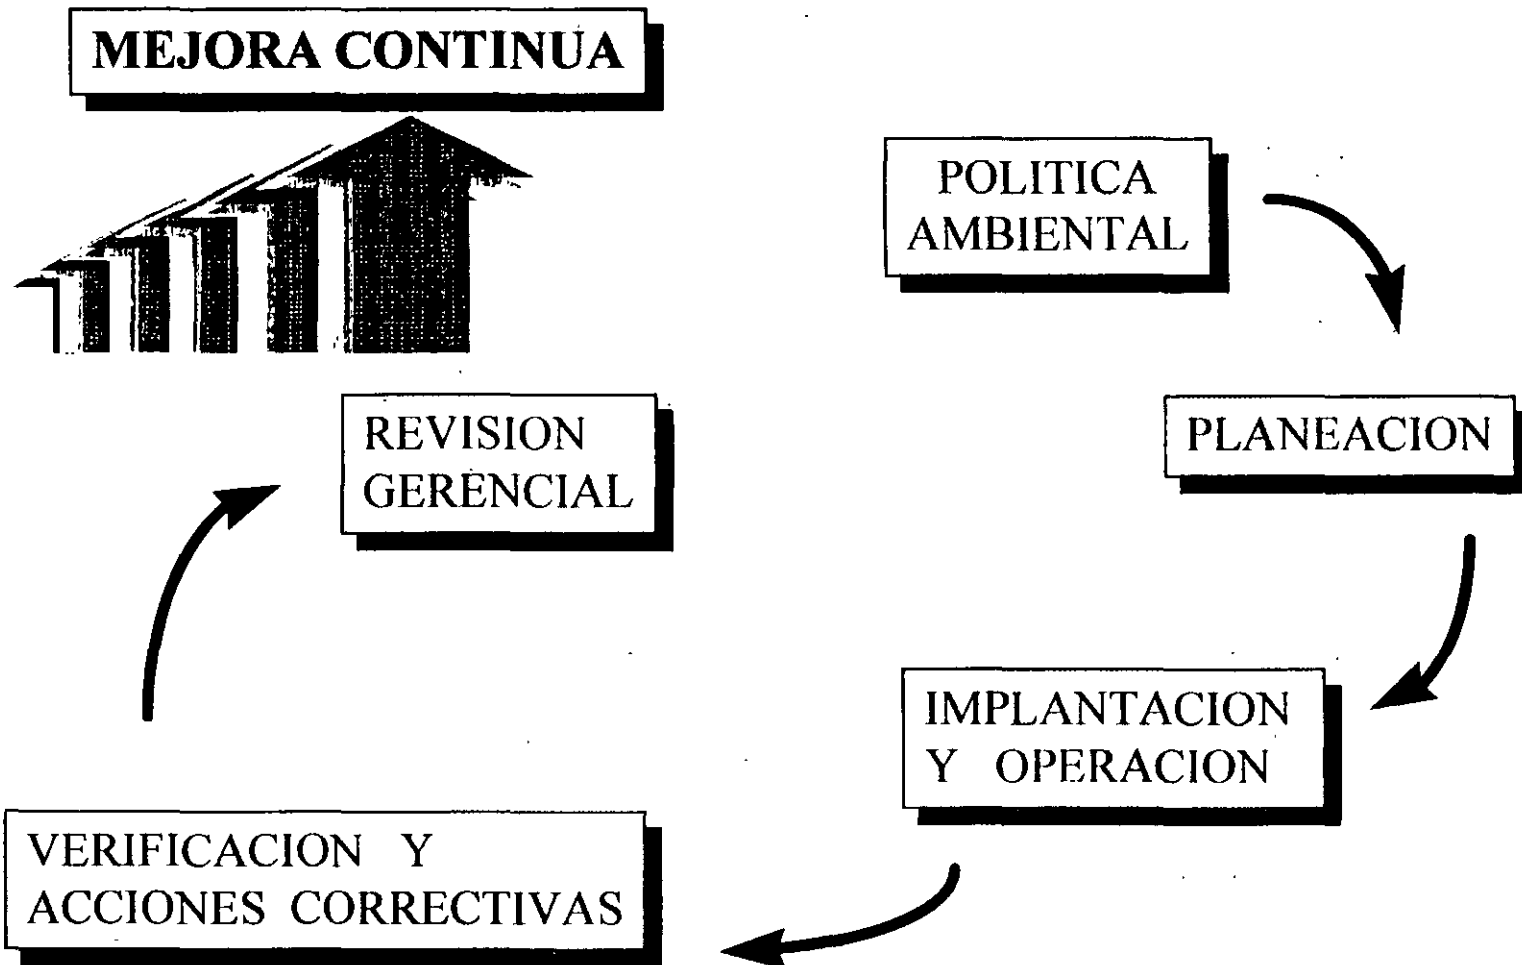 MEJORA CONTINUA
POLITICA
AMBIENTAL
PLANEACION
IMPLANTACION
Y OPERACION
VERIFICACION Y
ACCIONES CORRECTIVAS
REVISION
GERENCIAL